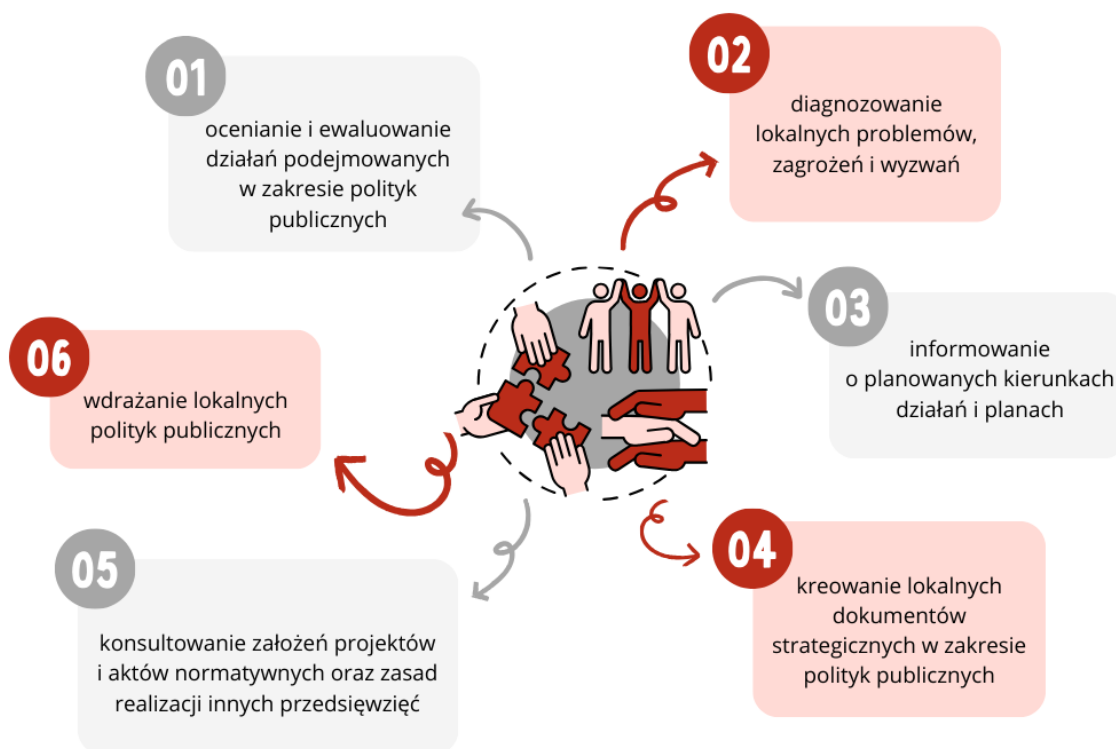 01
ocenianie i ewaluowanie
działań podejmowanych
w zakresie polityk
publicznych
02
diagnozowanie
lokalnych problemów,
zagrożeń i wyzwań
03
informowanie
o planowanych kierunkach
działań i planach
04
kreowanie lokalnych
dokumentów
strategicznych w zakresie
polityk publicznych
05
konsultowanie założeń projektów
i aktów normatywnych oraz zasad
realizacji innych przedsięwzięć
06
wdrażanie lokalnych
polityk publicznych